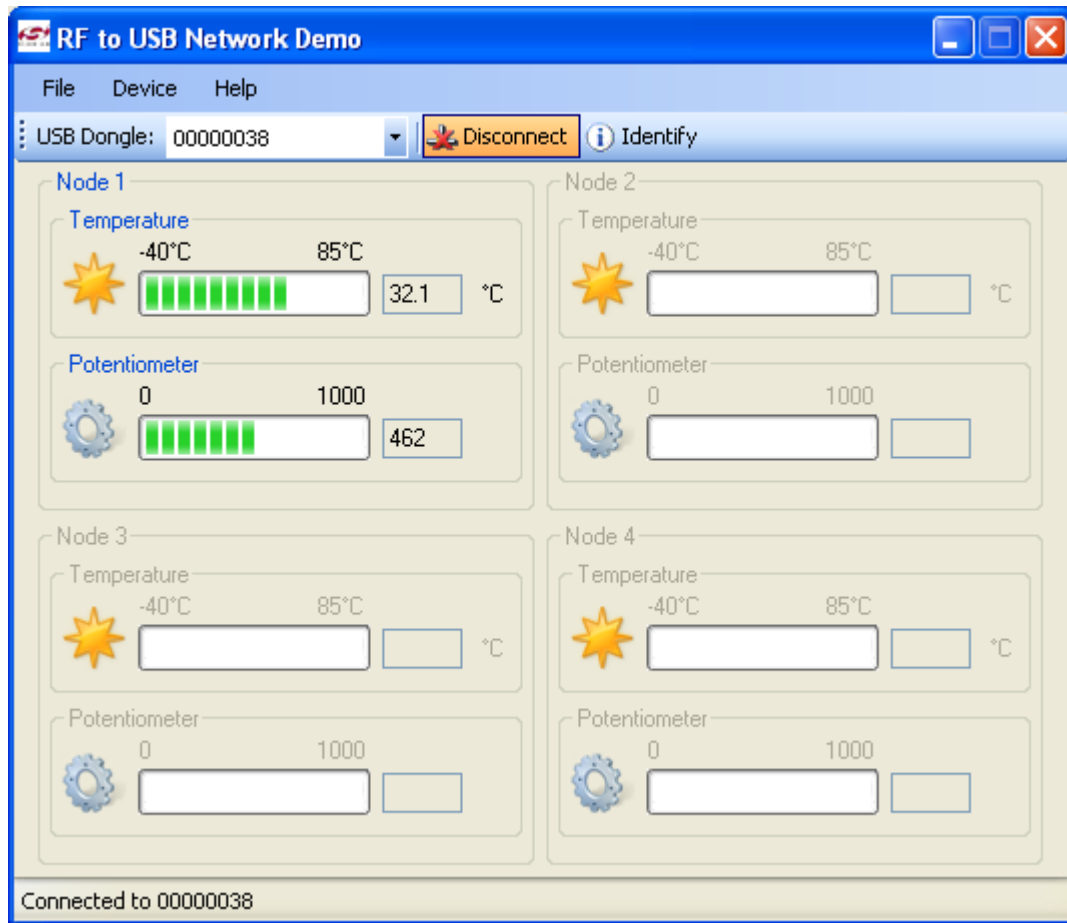 RF to USB Network Demo
File Device Help
USB Dongle: 00000038 Disconnect Identify
Node 1
Temperature
-40°C 85°C
32.1 °C
Potentiometer
0 1000
462
Node 2
Temperature
-40°C 85°C
°C
Potentiometer
0 1000
Node 3
Temperature
-40°C 85°C
°C
Potentiometer
0 1000
Node 4
Temperature
-40°C 85°C
°C
Potentiometer
0 1000
Connected to 00000038